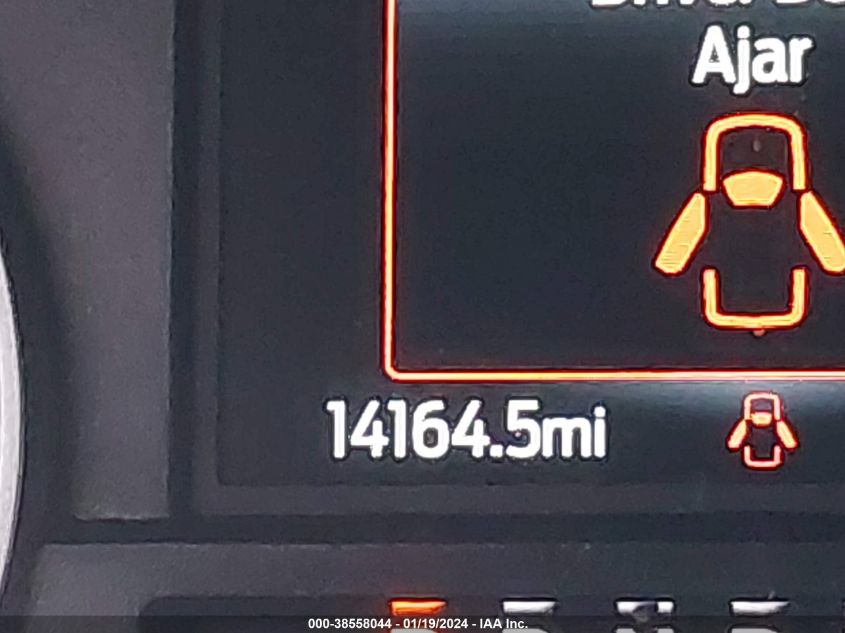 Ajar
14164.5mi
000-38558044 - 01/19/2024 - IAA Inc.